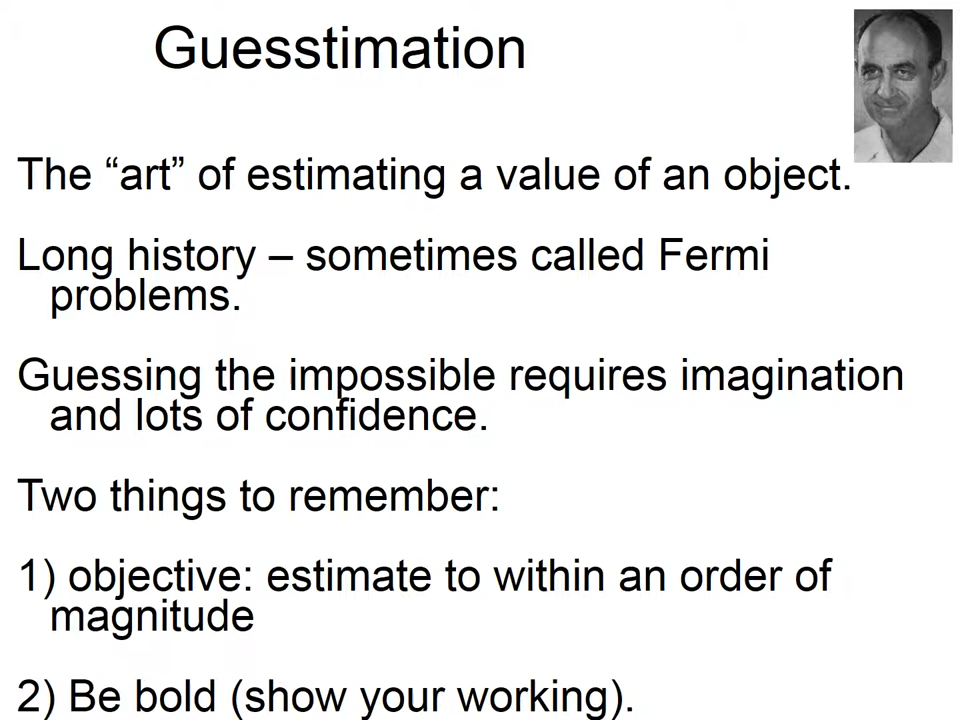 Guesstimation
The “art” of estimating a value of an object.
Long history – sometimes called Fermi
problems.
Guessing the impossible requires imagination
and lots of confidence.
Two things to remember:
1) objective: estimate to within an order of
magnitude
2) Be bold (show your working).